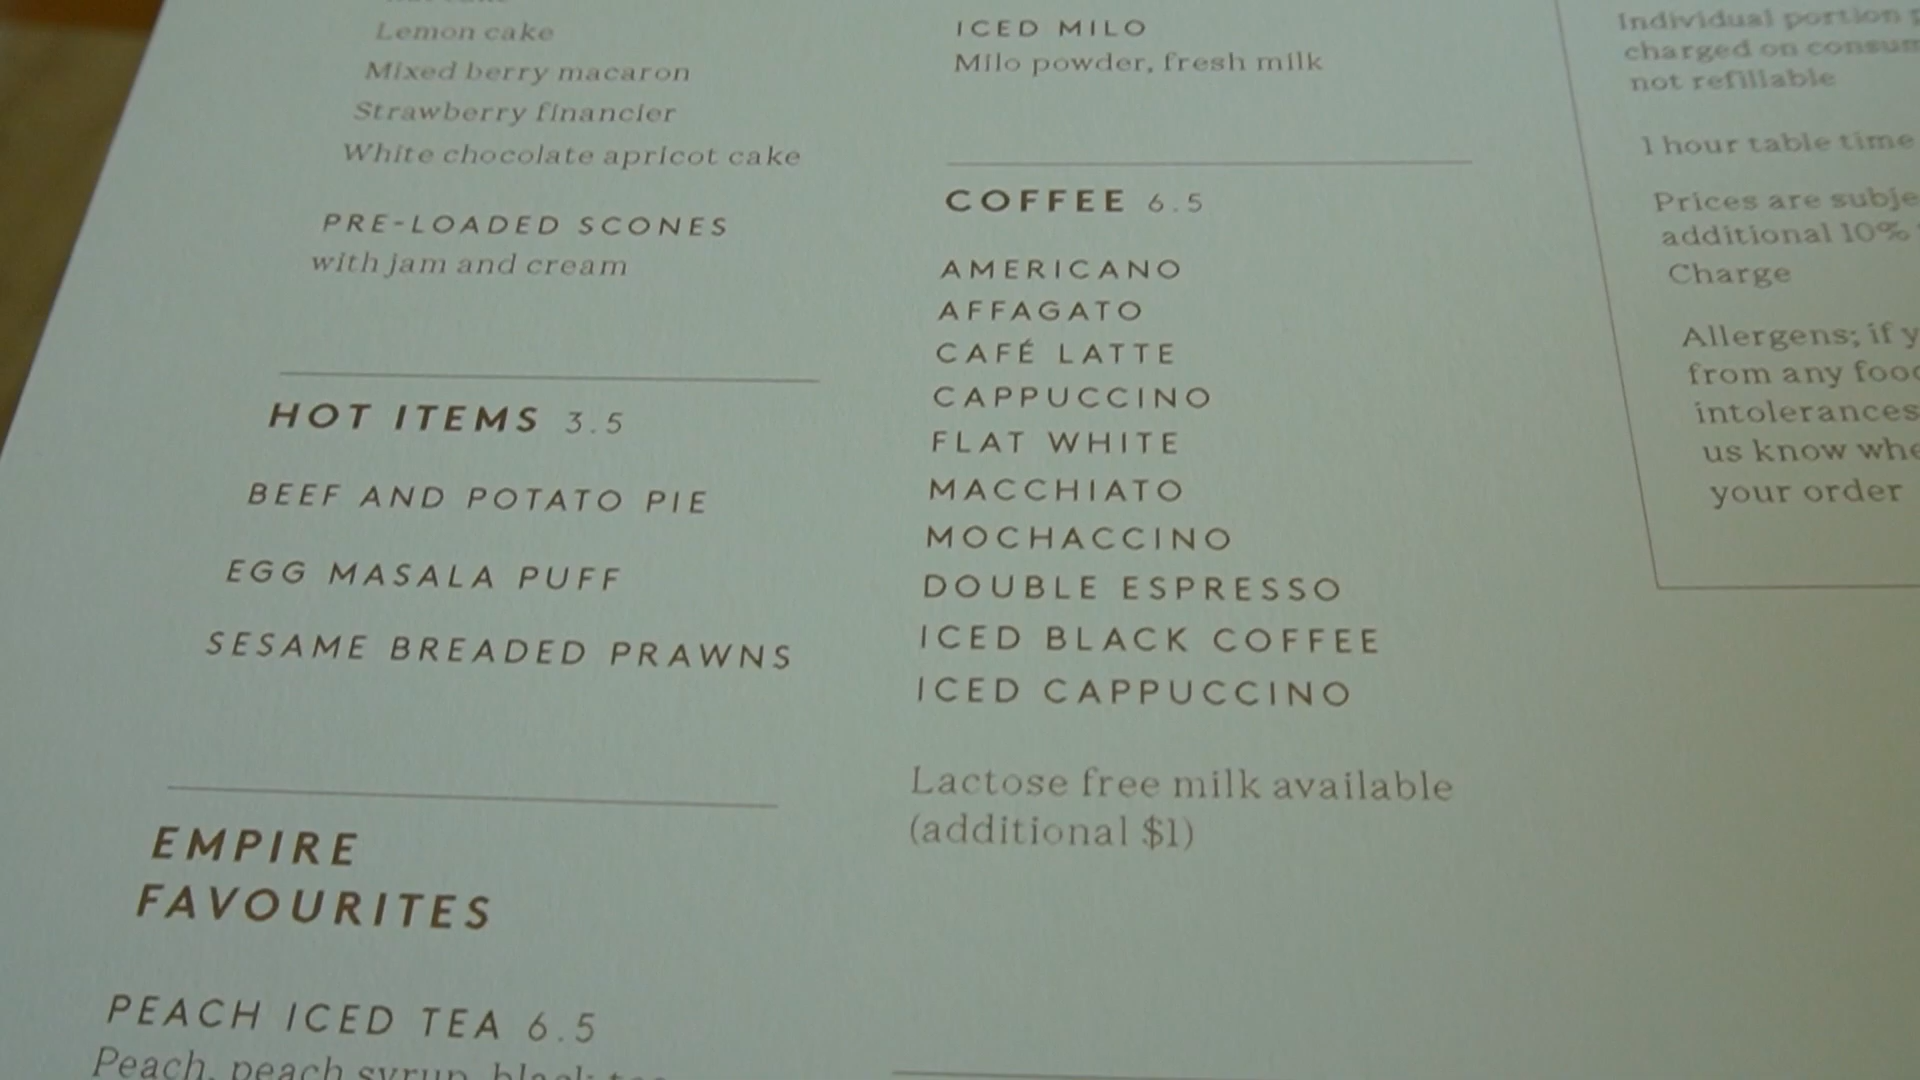 Lemon cake
Mixed berry macaron
Strawberry financier
White chocolate apricot cake
PRE-LOADED SCONES
with jam and cream
HOT ITEMS 3.5
BEEF AND POTATO PIE
EGG MASALA PUFF
SESAME BREADED PRAWNS
EMPIRE
FAVOURITES
PEACH ICED TEA 6.5
Peach, peach syrup, black
ICED MILO
Milo powder, fresh milk
COFFEE 6.5
AMERICANO
AFFAGATO
CAFÉ LATTE
CAPPUCCINO
FLAT WHITE
MACCHIATO
MOCHACCINO
DOUBLE ESPRESSO
ICED BLACK COFFEE
ICED CAPPUCCINO
Lactose free milk available
(additional $1)
Individual portion
charged on
not refillable
1 hour table time
Prices are
additional 10%
Charge
Allergens; if
from any
intolerances
us know
your order